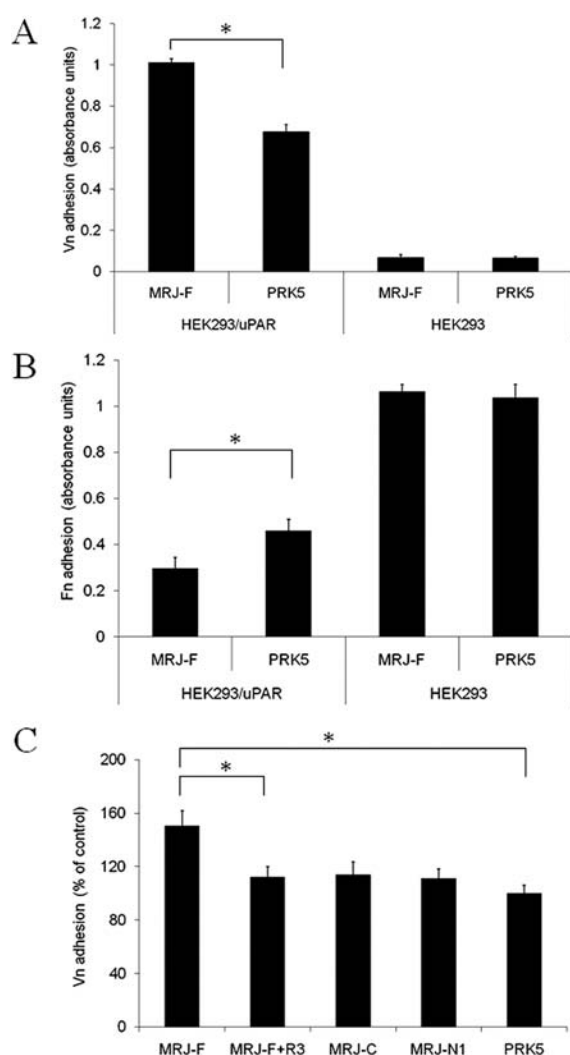 A
*
Vn adhesion (absorbance units)
1.2
1
0.8
0.6
0.4
0.2
0
MRJ-F PRK5 MRJ-F PRK5
HEK293/uPAR HEK293
B
*
Fn adhesion (absorbance units)
1.2
1
0.8
0.6
0.4
0.2
0
MRJ-F PRK5 MRJ-F PRK5
HEK293/uPAR HEK293
C
*
*
Vn adhesion (% of control)
200
160
120
80
40
0
MRJ-F MRJ-F+R3 MRJ-C MRJ-N1 PRK5